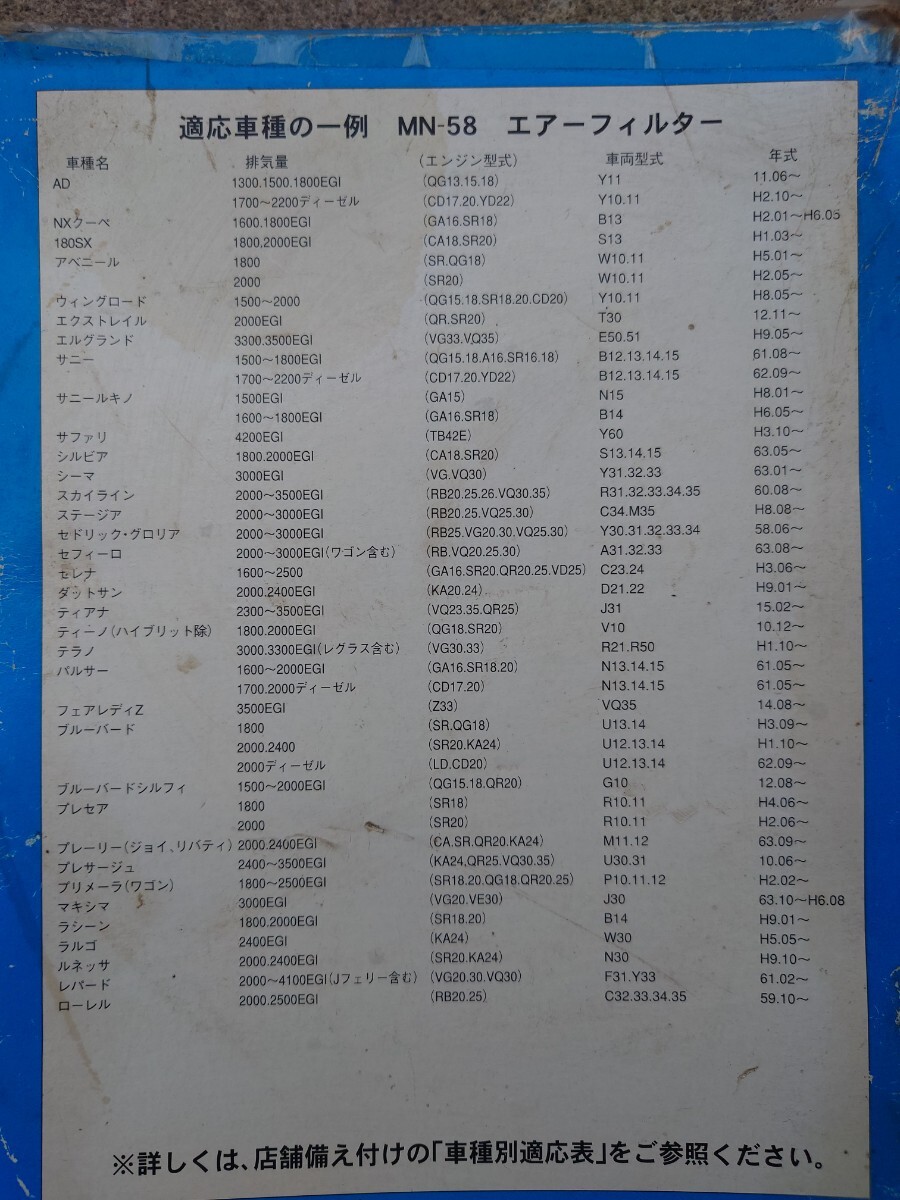 適応車種の一例 MN-58 エアーフィルター
車種名 排気量 (エンジン型式) 車両型式 年式
AD 1300.1500.1800EGI (QG13.15.18) Y11 11.06～
1700～2200ディーゼル (CD17.20.YD22) Y10.11 H2.10～
NXクーペ 1600.1800EGI (GA16.SR18) B13 H2.01～H6.05
180SX 1800.2000EGI (CA18.SR20) S13 H1.03～
アベニール 1800 (SR.QG18) W10.11 H5.01～
2000 (SR20) W10.11 H2.05～
ウィングロード 1500～2000 (QG15.18.SR18.20.CD20) Y10.11 H8.05～
エクストレイル 2000EGI (QR.SR20) T30 12.11～
エルグランド 3300.3500EGI (VG33.VQ35) E50.51 H9.05～
サニー 1500～1800EGI (QG15.18.A16.SR16.18) B12.13.14.15 61.08～
1700～2200ディーゼル (CD17.20.YD22) B12.13.14.15 62.09～
サニールキノ 1500EGI (GA15) N15 H8.01～
1600～1800EGI (GA16.SR18) B14 H6.05～
サファリ 4200EGI (TB42E) Y60 H3.10～
シルビア 1800.2000EGI (CA18.SR20) S13.14.15 63.05～
シーマ 3000EGI (VG.VQ30) Y31.32.33 63.01～
スカイライン 2000～3500EGI (RB20.25.26.VQ30.35) R31.32.33.34.35 60.08～
ステージア 2000～3000EGI (RB20.25.VQ25.30) C34.M35 H8.08～
セドリック・グロリア 2000～3000EGI (RB25.VG20.30.VQ25.30) Y30.31.32.33.34 58.06～
セフィーロ 2000～3000EGI(ワゴン含む) (RB.VQ20.25.30) A31.32.33 63.08～
セレナ 1600～2500 (GA16.SR20.QR20.25.VD25) C23.24 H3.06～
ダットサン 2000.2400EGI (KA20.24) D21.22 H9.01～
ティアナ 2300～3500EGI (VQ23.35.QR25) J31 15.02～
ティーノ(ハイブリット除) 1800.2000EGI (QG18.SR20) V10 10.12～
テラノ 3000.3300EGI(レグラス含む) (VG30.33) R21.R50 H1.10～
パルサー 1600～2000EGI (GA16.SR18.20) N13.14.15 61.05～
1700.2000ディーゼル (CD17.20) N13.14.15 61.05～
フェアレディZ 3500EGI (Z33) VQ35 14.08～
ブルーバード 1800 (SR.QG18) U13.14 H3.09～
2000.2400 (SR20.KA24) U12.13.14 H1.10～
2000ディーゼル (LD.CD20) U12.13.14 62.09～
ブルーバードシルフィ 1500～2000EGI (QG15.18.QR20) G10 12.08～
プレセア 1800 (SR18) R10.11 H4.06～
2000 (SR20) R10.11 H2.06～
プレーリー(ジョイ、リバティ) 2000.2400EGI (CA.SR.QR20.KA24) M11.12 63.09～
プレサージュ 2400～3500EGI (KA24,QR25.VQ30.35) U30.31 10.06～
プリメーラ(ワゴン) 1800～2500EGI (SR18.20.QG18.QR20.25) P10.11.12 H2.02～
マキシマ 3000EGI (VG20.VE30) J30 63.10～H6.08
ラシーン 1800.2000EGI (SR18.20) B14 H9.01～
ラルゴ 2400EGI (KA24) W30 H5.05～
ルネッサ 2000.2400EGI (SR20.KA24) N30 H9.10～
レパード 2000～4100EGI(Jフェリー含む) (VG20.30.VQ30) F31.Y33 61.02～
ローレル 2000.2500EGI (RB20.25) C32.33.34.35 59.10～
※詳しくは、店舗備え付けの「車種別適応表」をご参照ください。